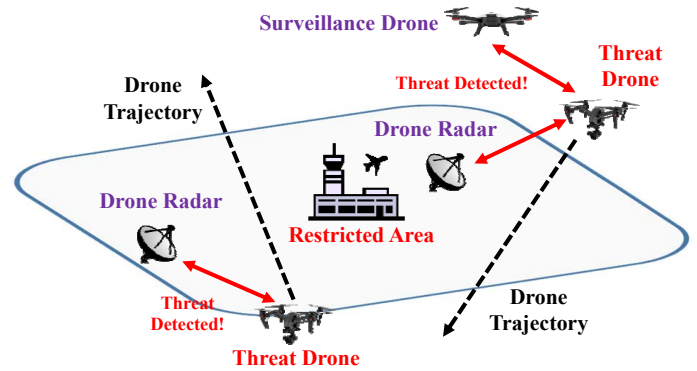 Surveillance Drone
Threat
Drone
Threat Detected!
Drone
Trajectory
Drone Radar
Drone Radar
Restricted Area
Threat
Detected!
Drone
Trajectory
Threat Drone